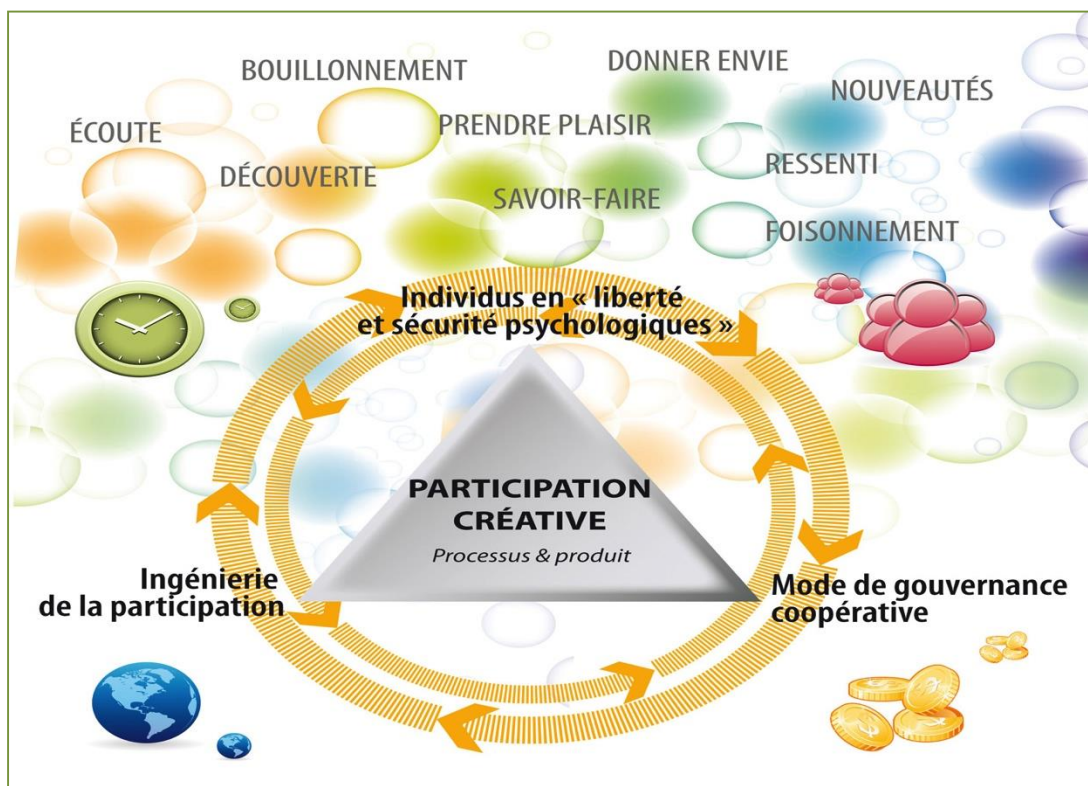 BOUILLONNEMENT
DONNER ENVIE
NOUVEAUTÉS
ÉCOUTE
PRENDRE PLAISIR
DÉCOUVERTE
RESSENTI
SAVOIR-FAIRE
FOISONNEMENT
Individus en « liberté
et sécurité psychologiques »
PARTICIPATION
CRÉATIVE
Processus & produit
Ingénierie
de la participation
Mode de gouvernance
coopérative